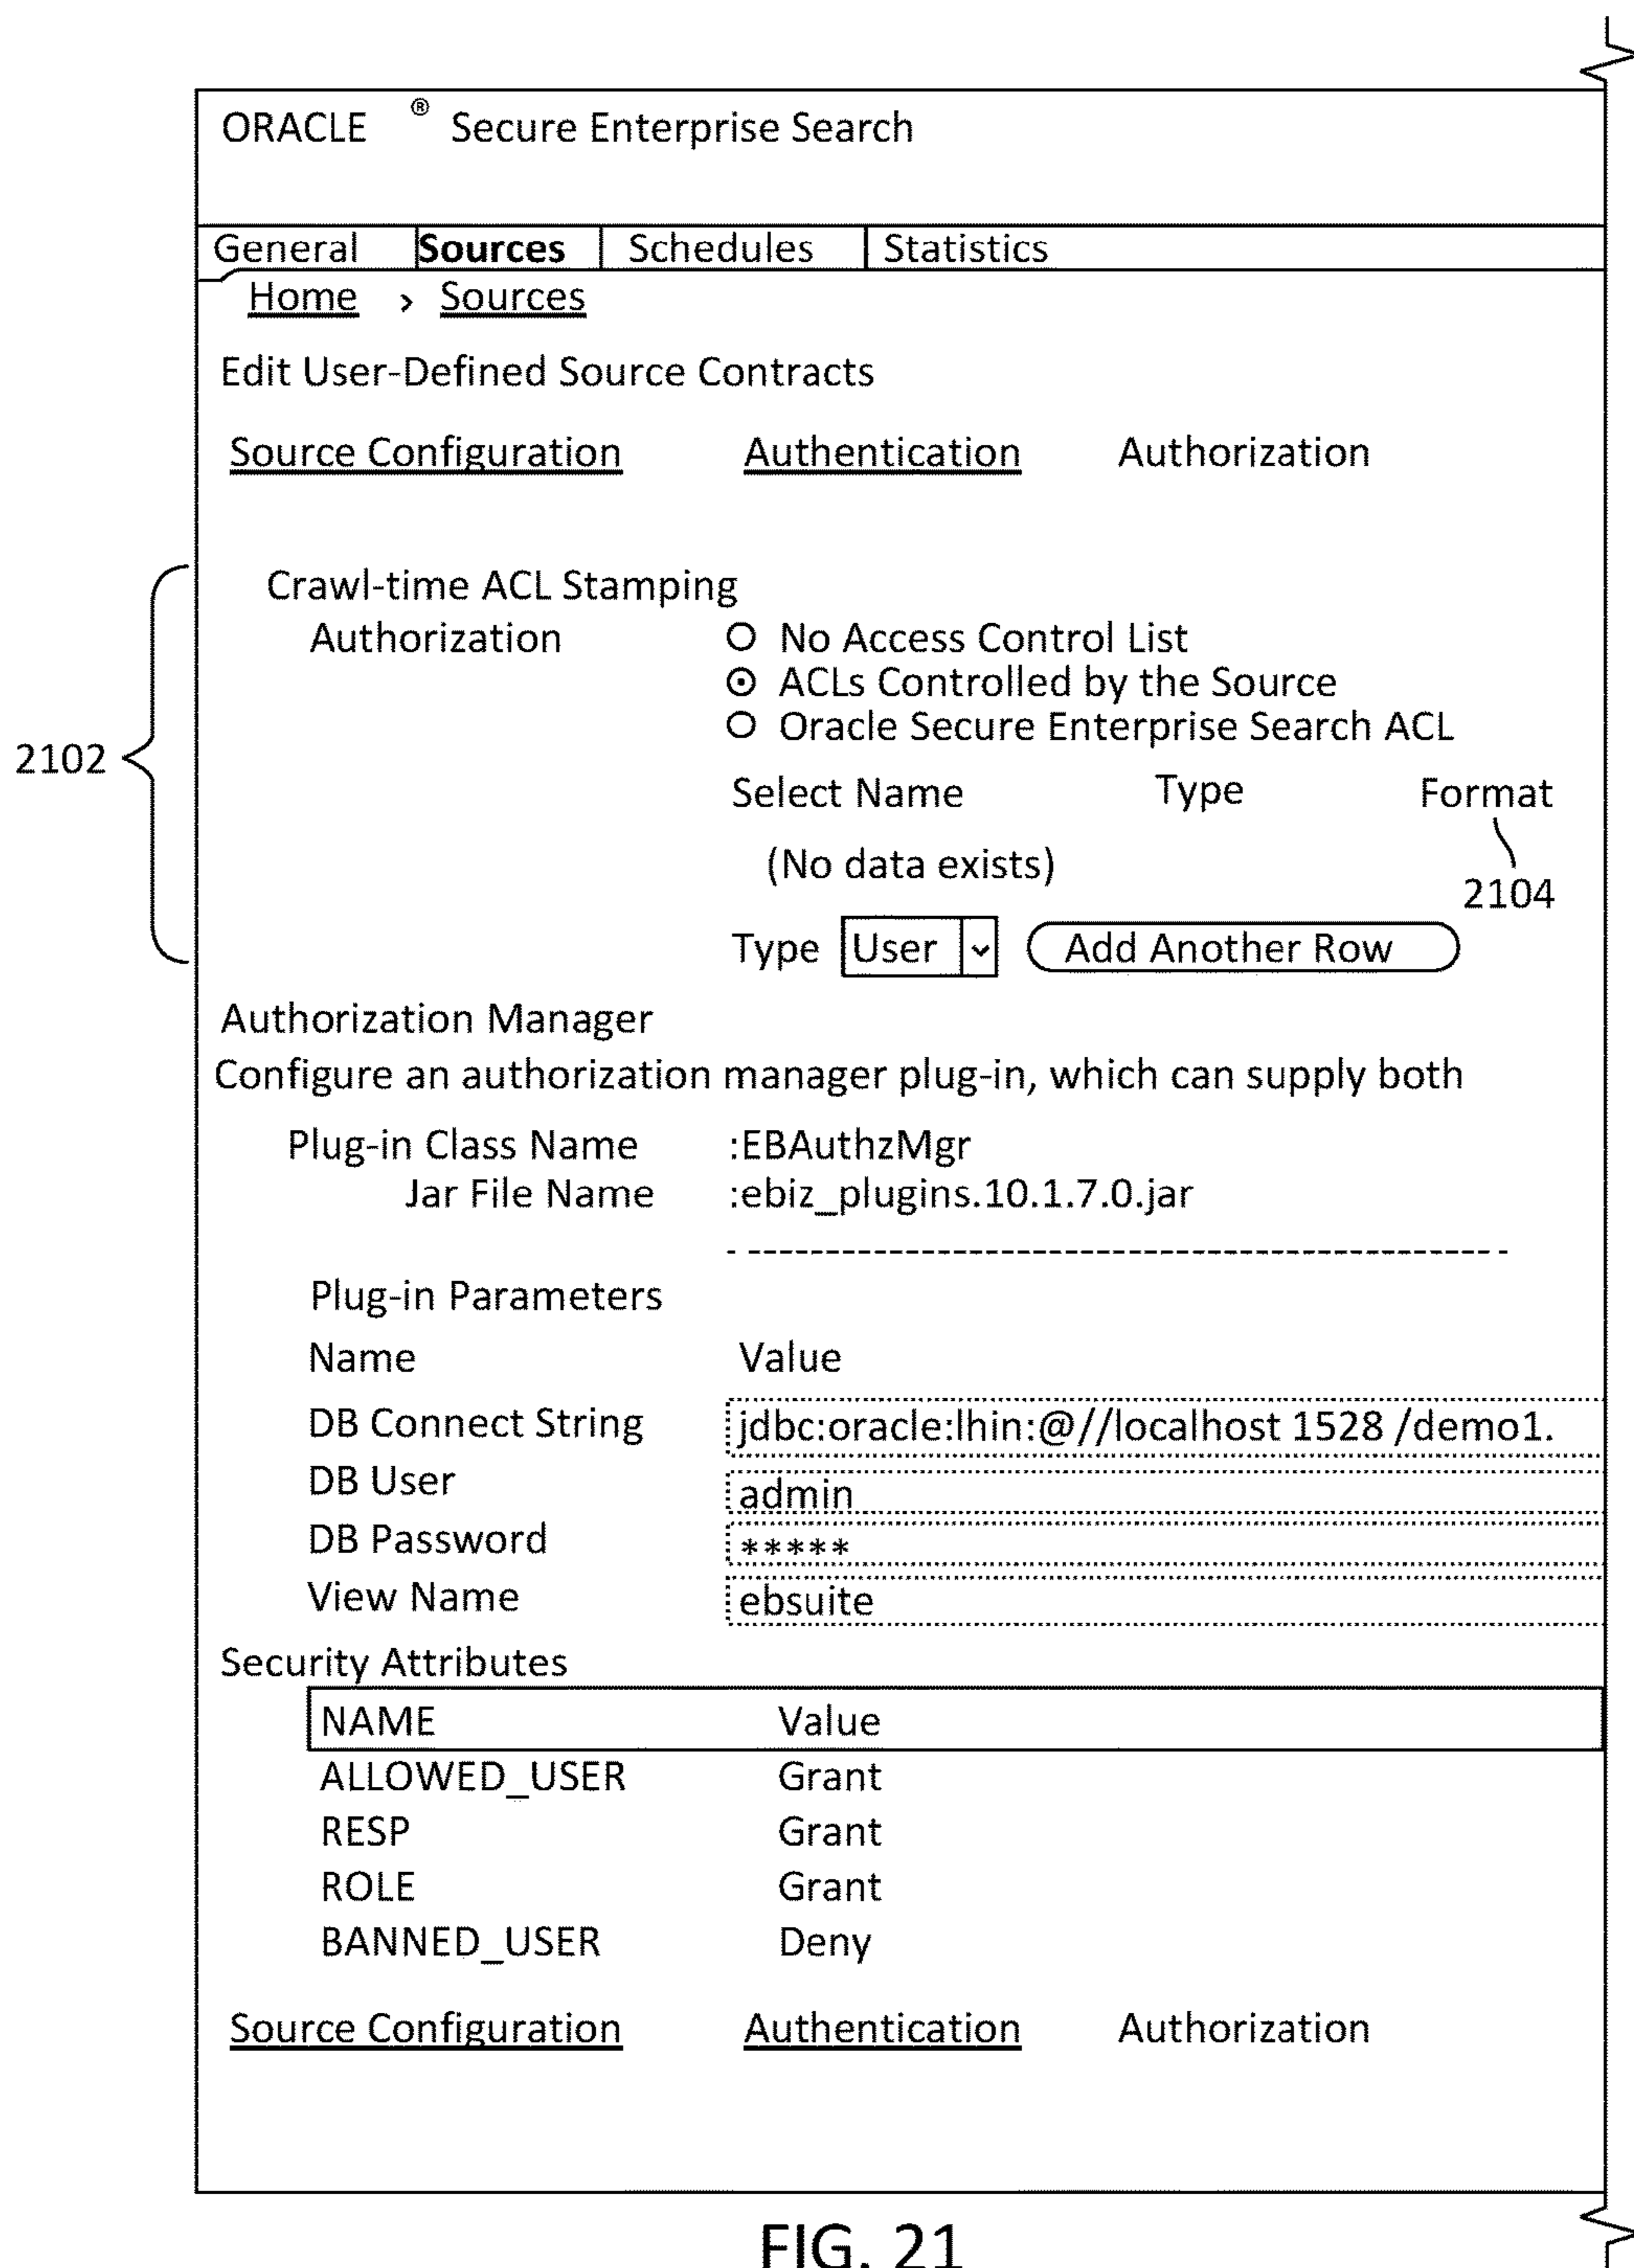 ORACLE ® Secure Enterprise Search
General Sources Schedules Statistics
Home › Sources
Edit User-Defined Source Contracts
Source Configuration Authentication Authorization
Crawl-time ACL Stamping
Authorization No Access Control List
ACLs Controlled by the Source
Oracle Secure Enterprise Search ACL
2102
Select Name Type Format
(No data exists)
2104
Type User Add Another Row
Authorization Manager
Configure an authorization manager plug-in, which can supply both
Plug-in Class Name :EBAuthzMgr
Jar File Name :ebiz_plugins.10.1.7.0.jar
Plug-in Parameters
Name Value
DB Connect String jdbc:oracle:lhin:@//localhost 1528 /demo1.
DB User admin
DB Password *****
View Name ebsuite
Security Attributes
NAME Value
ALLOWED_USER Grant
RESP Grant
ROLE Grant
BANNED_USER Deny
Source Configuration Authentication Authorization
FIG. 21